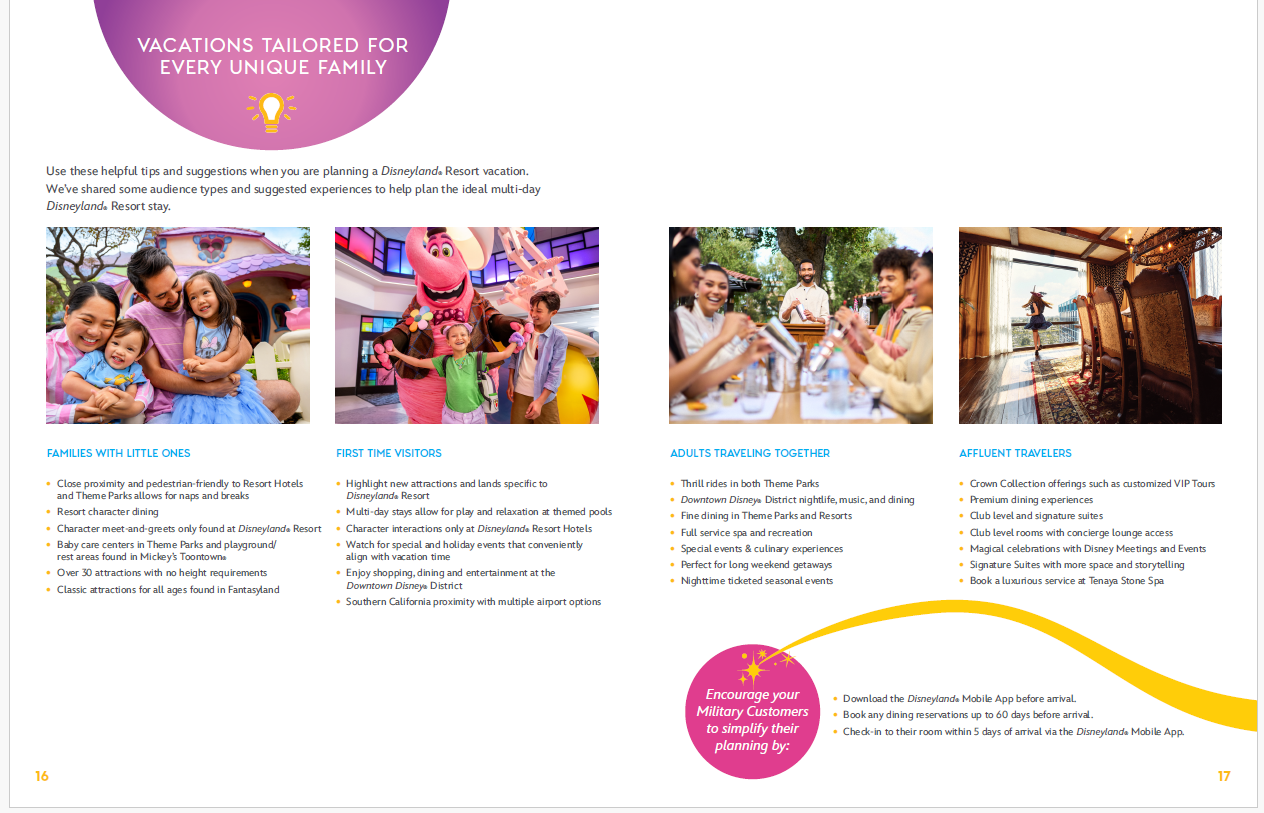 VACATIONS TAILORED FOR
EVERY UNIQUE FAMILY
Use these helpful tips and suggestions when you are planning a Disneyland® Resort vacation.
We've shared some audience types and suggested experiences to help plan the ideal multi-day
Disneyland® Resort stay.
FAMILIES WITH LITTLE ONES
• Close proximity and pedestrian-friendly to Resort Hotels
and Theme Parks allows for naps and breaks
• Resort character dining
• Character meet-and-greets only found at Disneyland® Resort
• Baby care centers in Theme Parks and playground/
rest areas found in Mickey's Toontown®
• Over 30 attractions with no height requirements
• Classic attractions for all ages found in Fantasyland
FIRST TIME VISITORS
• Highlight new attractions and lands specific to
Disneyland® Resort
• Multi-day stays allow for play and relaxation at themed pools
• Character interactions only at Disneyland® Resort Hotels
• Watch for special and holiday events that conveniently
align with vacation time
• Enjoy shopping, dining and entertainment at the
Downtown Disney® District
• Southern California proximity with multiple airport options
ADULTS TRAVELING TOGETHER
• Thrill rides in both Theme Parks
• Downtown Disney® District nightlife, music, and dining
• Fine dining in Theme Parks and Resorts
• Full service spa and recreation
• Special events & culinary experiences
• Perfect for long weekend getaways
• Nighttime ticketed seasonal events
AFFLUENT TRAVELERS
• Crown Collection offerings such as customized VIP Tours
• Premium dining experiences
• Club level and signature suites
• Club level rooms with concierge lounge access
• Magical celebrations with Disney Meetings and Events
• Signature Suites with more space and storytelling
• Book a luxurious service at Tenaya Stone Spa
Encourage your
Military Customers
to simplify their
planning by:
• Download the Disneyland® Mobile App before arrival.
• Book any dining reservations up to 60 days before arrival.
• Check-in to their room within 5 days of arrival via the Disneyland® Mobile App.
16
17